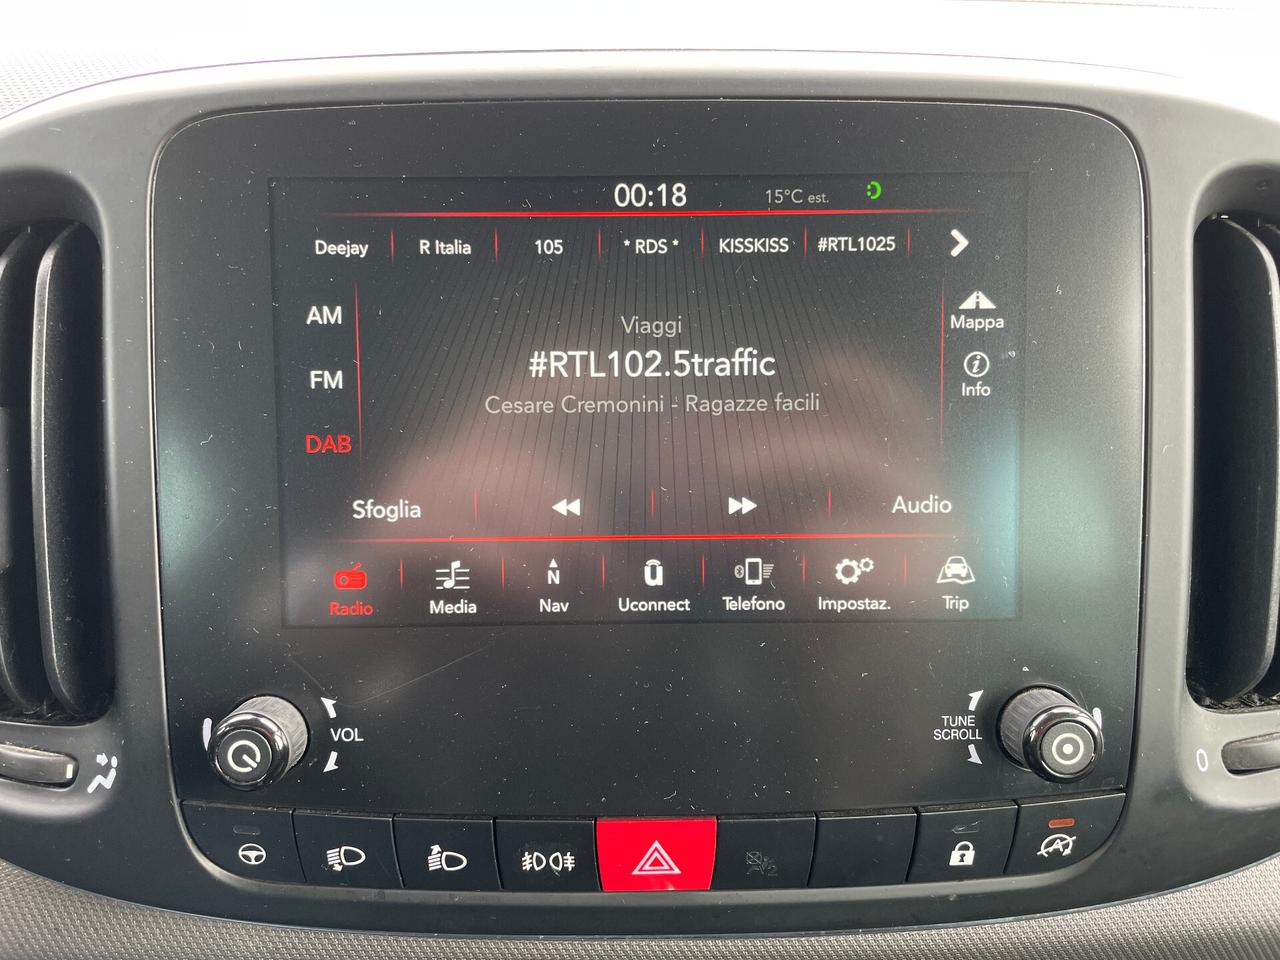 00:18 15°C est.
Deejay R Italia 105 * RDS * KISSKISS #RTL1025
AM
FM
DAB
Viaggi
#RTL102.5traffic
Cesare Cremonini - Ragazze facili
Mappa
Info
Sfoglia Audio
N
Radio Media Nav Uconnect Telefono Impostaz. Trip
VOL
TUNE
SCROLL
0